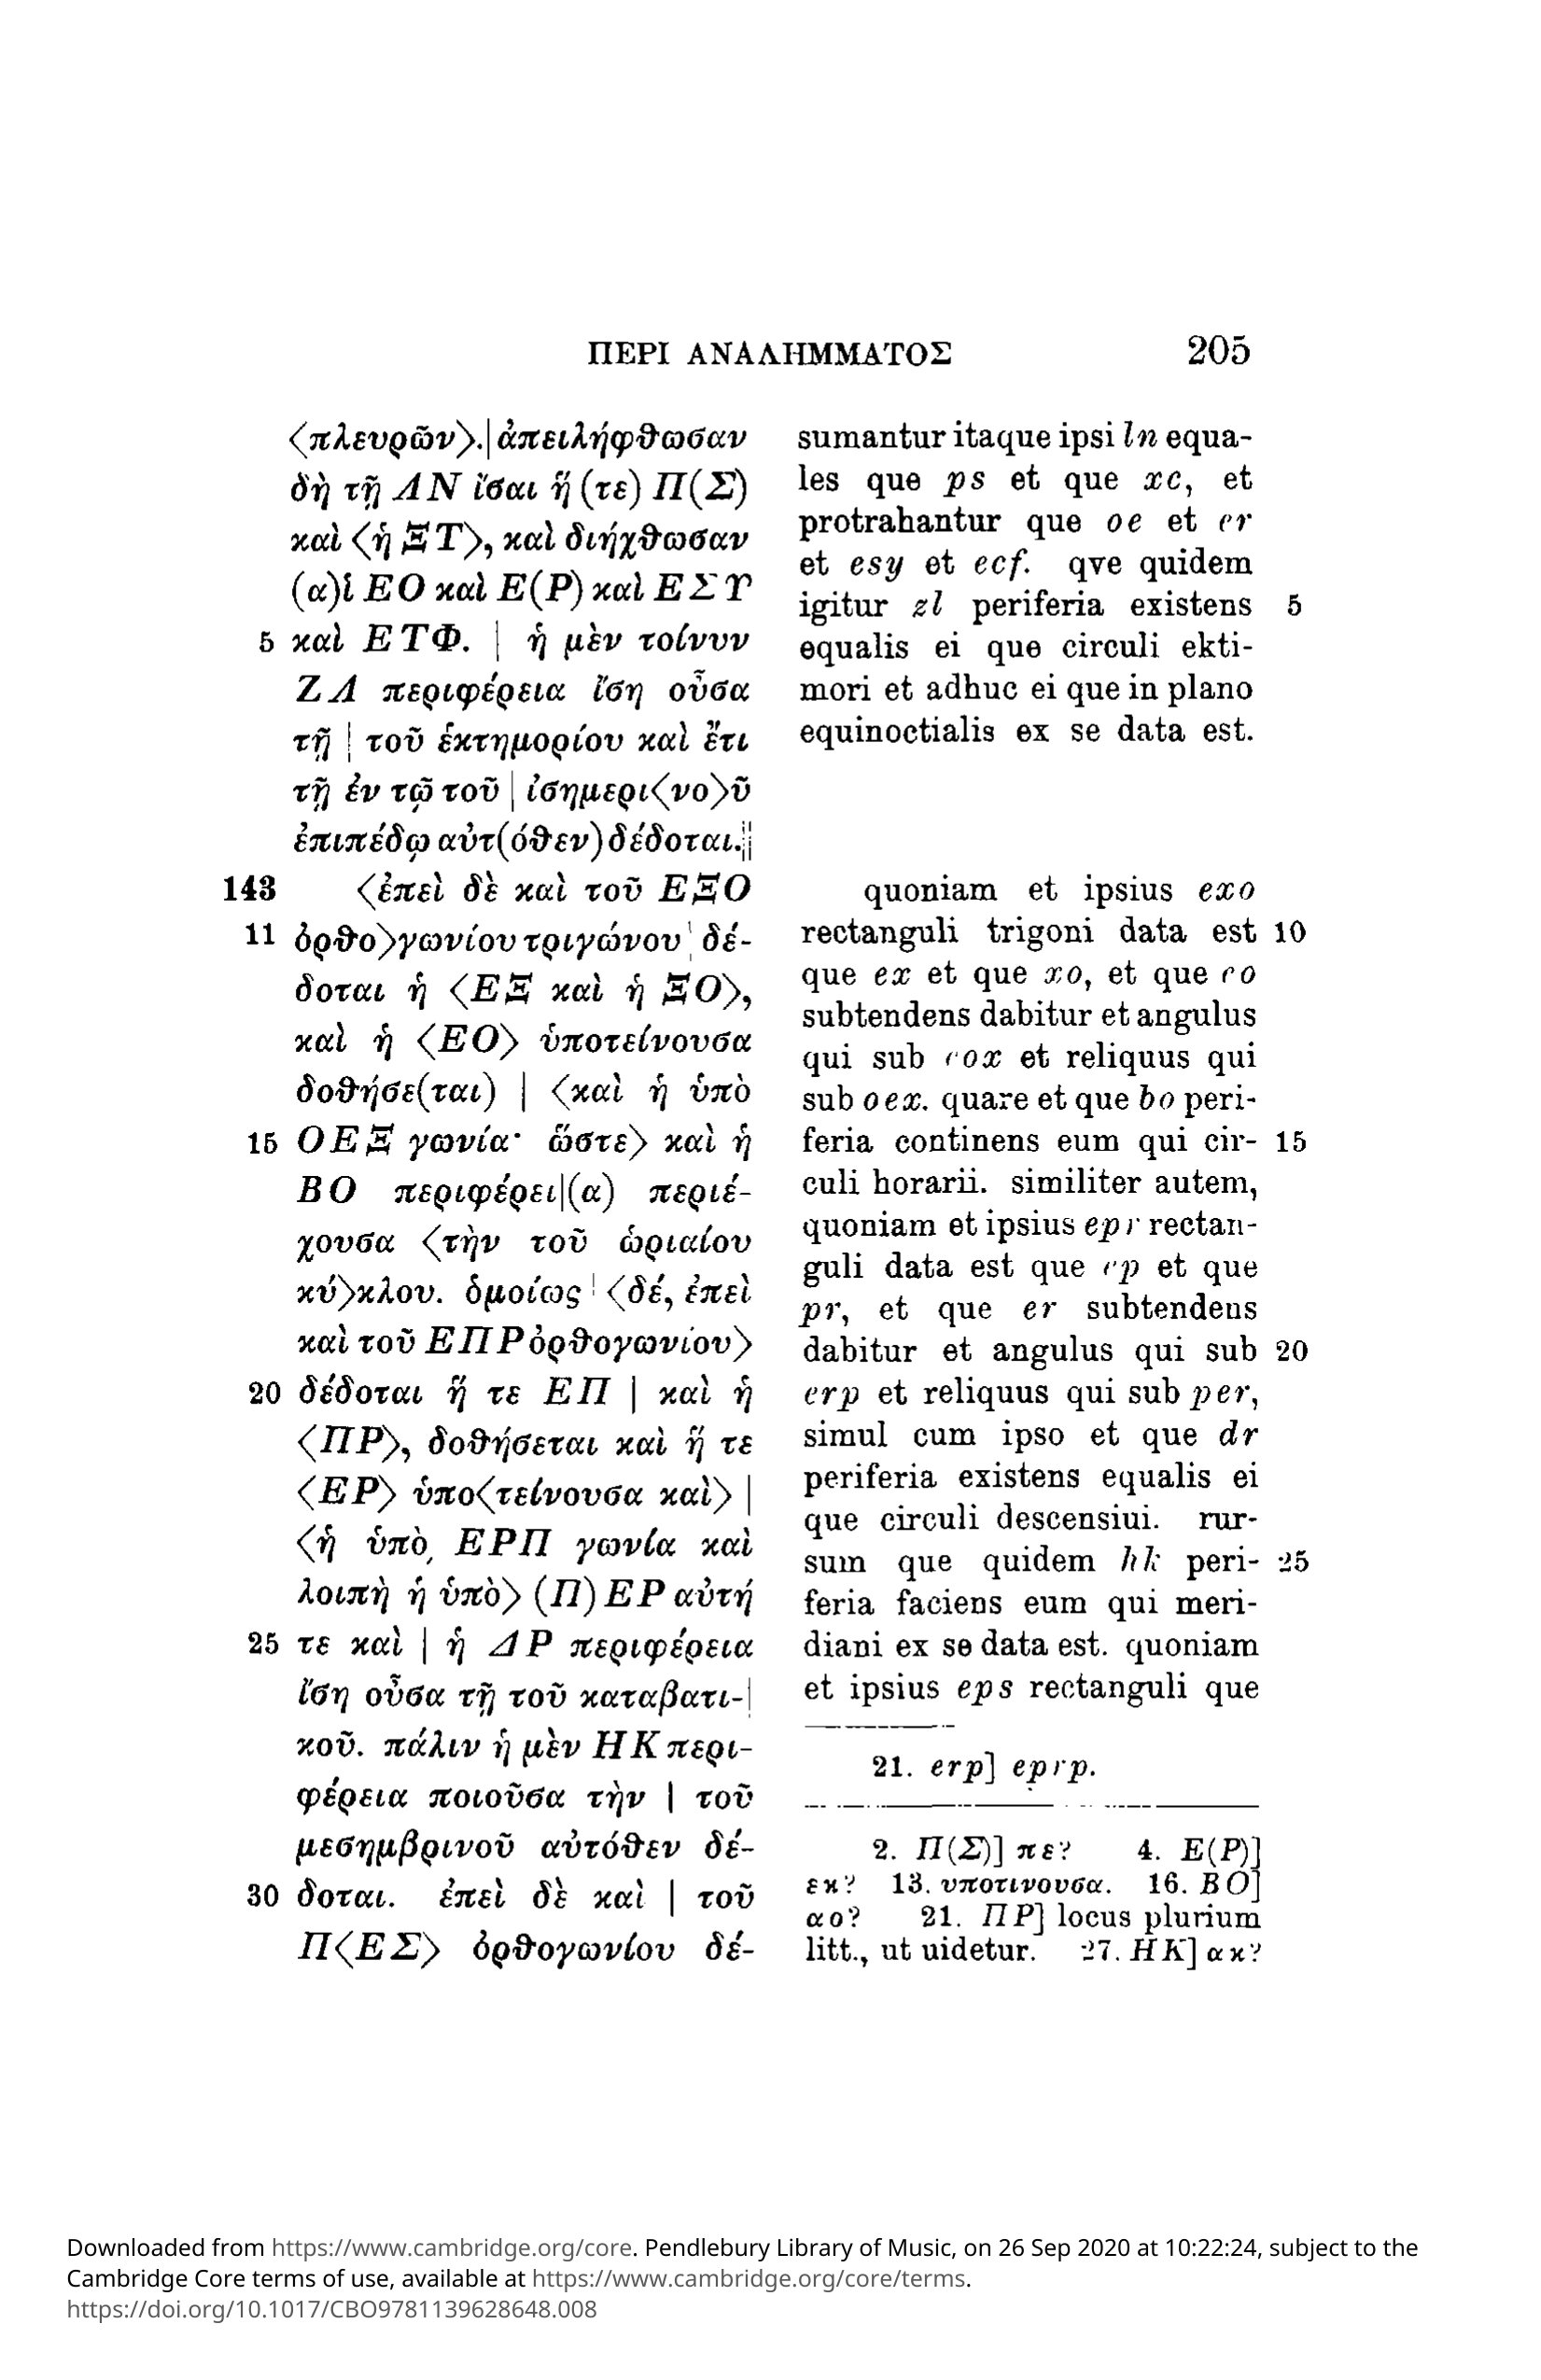 ΠΕΡΙ ΑΝΑΛΗΜΜΑΤΟΣ 205
〈πλευρῶν〉.| ἀπειλήφθωσαν
δὴ τῇ ΛΝ ἴσαι ἥ (τε) Π(Σ)
καὶ 〈ἡ ΞΤ〉, καὶ διήχθωσαν
(α)ἱ ΕΟ καὶ Ε(Ρ) καὶ ΕΣΥ
5 καὶ ΕΤΦ. | ἡ μὲν τοίνυν
ΖΛ περιφέρεια ἴση οὖσα
τῇ | τοῦ ἑκτημορίου καὶ ἔτι
τῇ ἐν τῷ τοῦ | ἰσημερι〈νο〉ῦ
ἐπιπέδῳ αὐτ(όθεν) δέδοται.||
143 〈ἐπεὶ δὲ καὶ τοῦ ΕΞΟ
11 ὀρθο〉γωνίου τριγώνου | δέ-
δοται ἡ 〈ΕΞ καὶ ἡ ΞΟ〉,
καὶ ἡ 〈ΕΟ〉 ὑποτείνουσα
δοθήσε(ται) | 〈καὶ ἡ ὑπὸ
15 ΟΕΞ γωνία· ὥστε〉 καὶ ἡ
ΒΟ περιφέρει|(α) περιέ-
χουσα 〈τὴν τοῦ ὡριαίου
κύ〉κλου. ὁμοίως | 〈δέ, ἐπεὶ
καὶ τοῦ ΕΠΡ ὀρθογωνίου〉
20 δέδοται ἥ τε ΕΠ | καὶ ἡ
〈ΠΡ〉, δοθήσεται καὶ ἥ τε
〈ΕΡ〉 ὑπο〈τείνουσα καὶ〉 |
〈ἡ ὑπὸ ΕΡΠ γωνία καὶ
λοιπὴ ἡ ὑπὸ〉 (Π)ΕΡ αὐτή
25 τε καὶ | ἡ ΔΡ περιφέρεια
ἴση οὖσα τῇ τοῦ καταβατι-|
κοῦ. πάλιν ἡ μὲν ΗΚ περι-
φέρεια ποιοῦσα τὴν | τοῦ
μεσημβρινοῦ αὐτόθεν δέ-
30 δοται. ἐπεὶ δὲ καὶ | τοῦ
Π〈ΕΣ〉 ὀρθογωνίου δέ-
sumantur itaque ipsi ln equa-
les que ps et que xc, et
protrahantur que oe et er
et esy et ecf. qve quidem
igitur zl periferia existens 5
equalis ei que circuli ekti-
mori et adhuc ei que in plano
equinoctialis ex se data est.
quoniam et ipsius exo
rectanguli trigoni data est 10
que ex et que xo, et que eo
subtendens dabitur et angulus
qui sub eox et reliquus qui
sub oex. quare et que bo peri-
feria continens eum qui cir- 15
culi horarii. similiter autem,
quoniam et ipsius epr rectan-
guli data est que ep et que
pr, et que er subtendens
dabitur et angulus qui sub 20
erp et reliquus qui sub per,
simul cum ipso et que dr
periferia existens equalis ei
que circuli descensiui. rur-
sum que quidem hk peri- 25
feria faciens eum qui meri-
diani ex se data est. quoniam
et ipsius eps rectanguli que
21. erp] eprp.
2. Π(Σ)] πε? 4. Ε(Ρ)]
εκ? 13. υποτινουσα. 16. ΒΟ]
αο? 21. ΠΡ] locus plurium
litt., ut uidetur. 27. ΗΚ] ακ?
Downloaded from https://www.cambridge.org/core. Pendlebury Library of Music, on 26 Sep 2020 at 10:22:24, subject to the
Cambridge Core terms of use, available at https://www.cambridge.org/core/terms.
https://doi.org/10.1017/CBO9781139628648.008